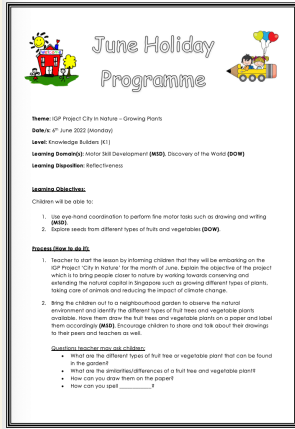 June Holiday
Programme
Theme: IGP Project City In Nature – Growing Plants
Date/s: 6th June 2022 (Monday)
Level: Knowledge Builders (K1)
Learning Domain(s): Motor Skill Development (MSD), Discovery of the World (DOW)
Learning Disposition: Reflectiveness
Learning Objectives:
Children will be able to:
1. Use eye-hand coordination to perform fine motor tasks such as drawing and writing
(MSD).
2. Explore seeds from different types of fruits and vegetables (DOW).
Process (How to do it):
1. Teacher to start the lesson by informing children that they will be embarking on the
IGP Project 'City In Nature' for the month of June. Explain the objective of the project
which is to bring people closer to nature by working towards conserving and
extending the natural capital in Singapore such as growing different types of plants,
taking care of animals and reducing the impact of climate change.
2. Bring the children out to a neighbourhood garden to observe the natural
environment and identify the different types of fruit trees and vegetable plants
available. Have them draw the fruit trees and vegetable plants on a paper and label
them accordingly (MSD). Encourage children to share and talk about their drawings
to their peers and teachers as well.
Questions teacher may ask children:
• What are the different types of fruit tree or vegetable plant that can be found
in the garden?
• What are the similarities/differences of a fruit tree and vegetable plant?
• How can you draw them on the paper?
• How can you spell ___________?